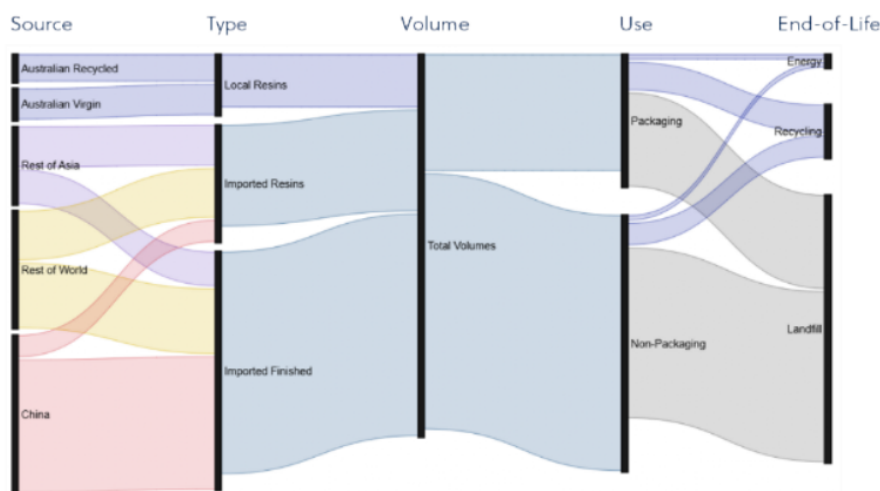 Source Type Volume Use End-of-Life
Australian Recycled
Australian Virgin
Rest of Asia
Rest of World
China
Local Resins
Imported Resins
Imported Finished
Total Volumes
Packaging
Non-Packaging
Energy
Recycling
Landfill